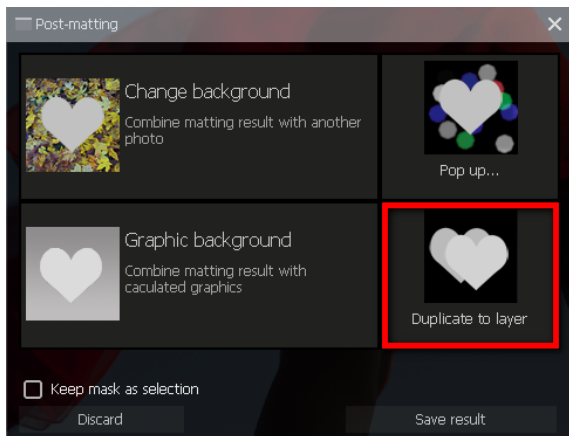 Post-matting
Change background
Combine matting result with another
photo
Pop up...
Graphic background
Combine matting result with
caculated graphics
Duplicate to layer
Keep mask as selection
Discard
Save result